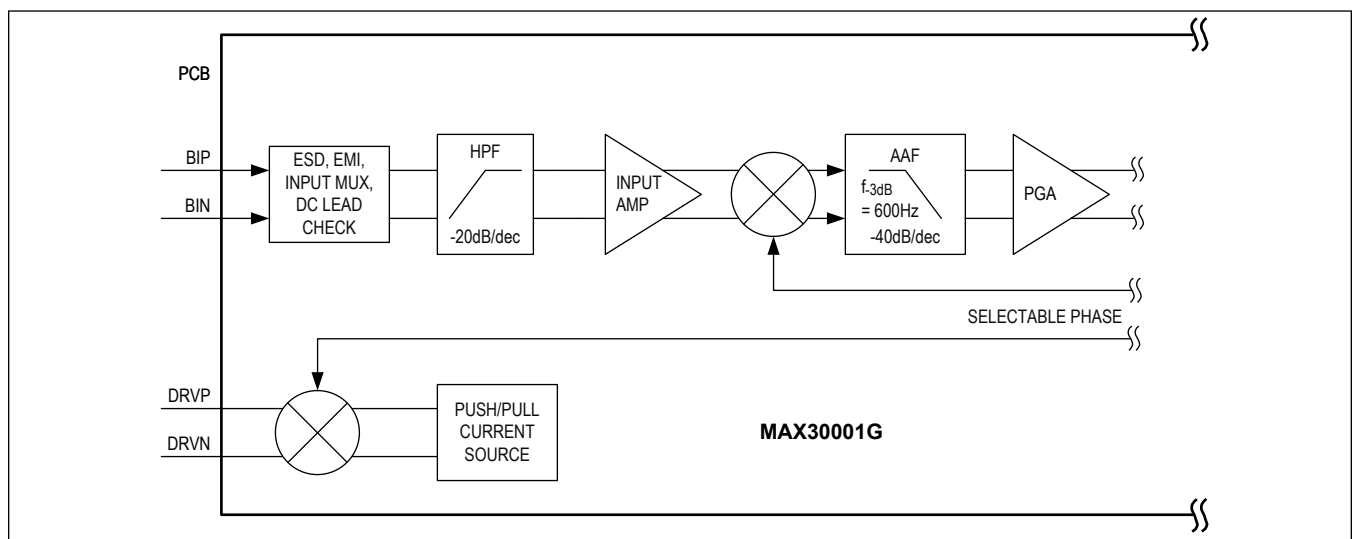 PCB
BIP
BIN
ESD, EMI,
INPUT MUX,
DC LEAD
CHECK
HPF
-20dB/dec
INPUT
AMP
AAF
f-3dB
= 600Hz
-40dB/dec
PGA
SELECTABLE PHASE
DRVP
DRVN
PUSH/PULL
CURRENT
SOURCE
MAX30001G